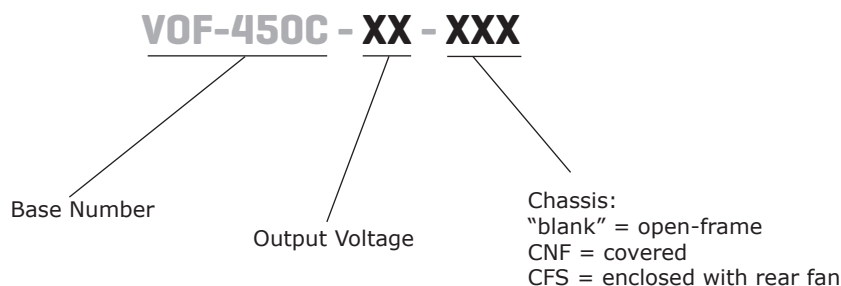 VOF-450C - XX - XXX
Base Number
Output Voltage
Chassis:
“blank” = open-frame
CNF = covered
CFS = enclosed with rear fan